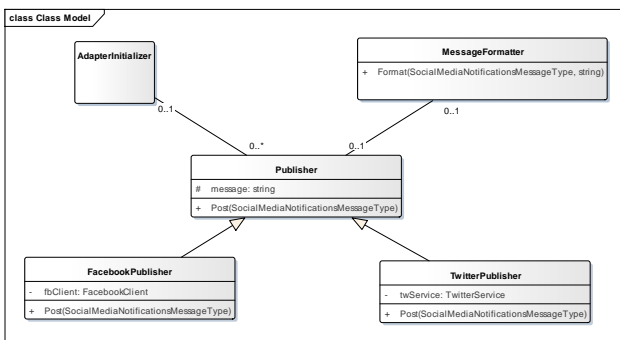 class Class Model
AdapterInitializer
MessageFormatter
+ Format(SocialMediaNotificationsMessageType, string)
0..1
0..1
0..*
0..1
Publisher
# message: string
+ Post(SocialMediaNotificationsMessageType)
FacebookPublisher
- fbClient: FacebookClient
+ Post(SocialMediaNotificationsMessageType)
TwitterPublisher
- twService: TwitterService
+ Post(SocialMediaNotificationsMessageType)